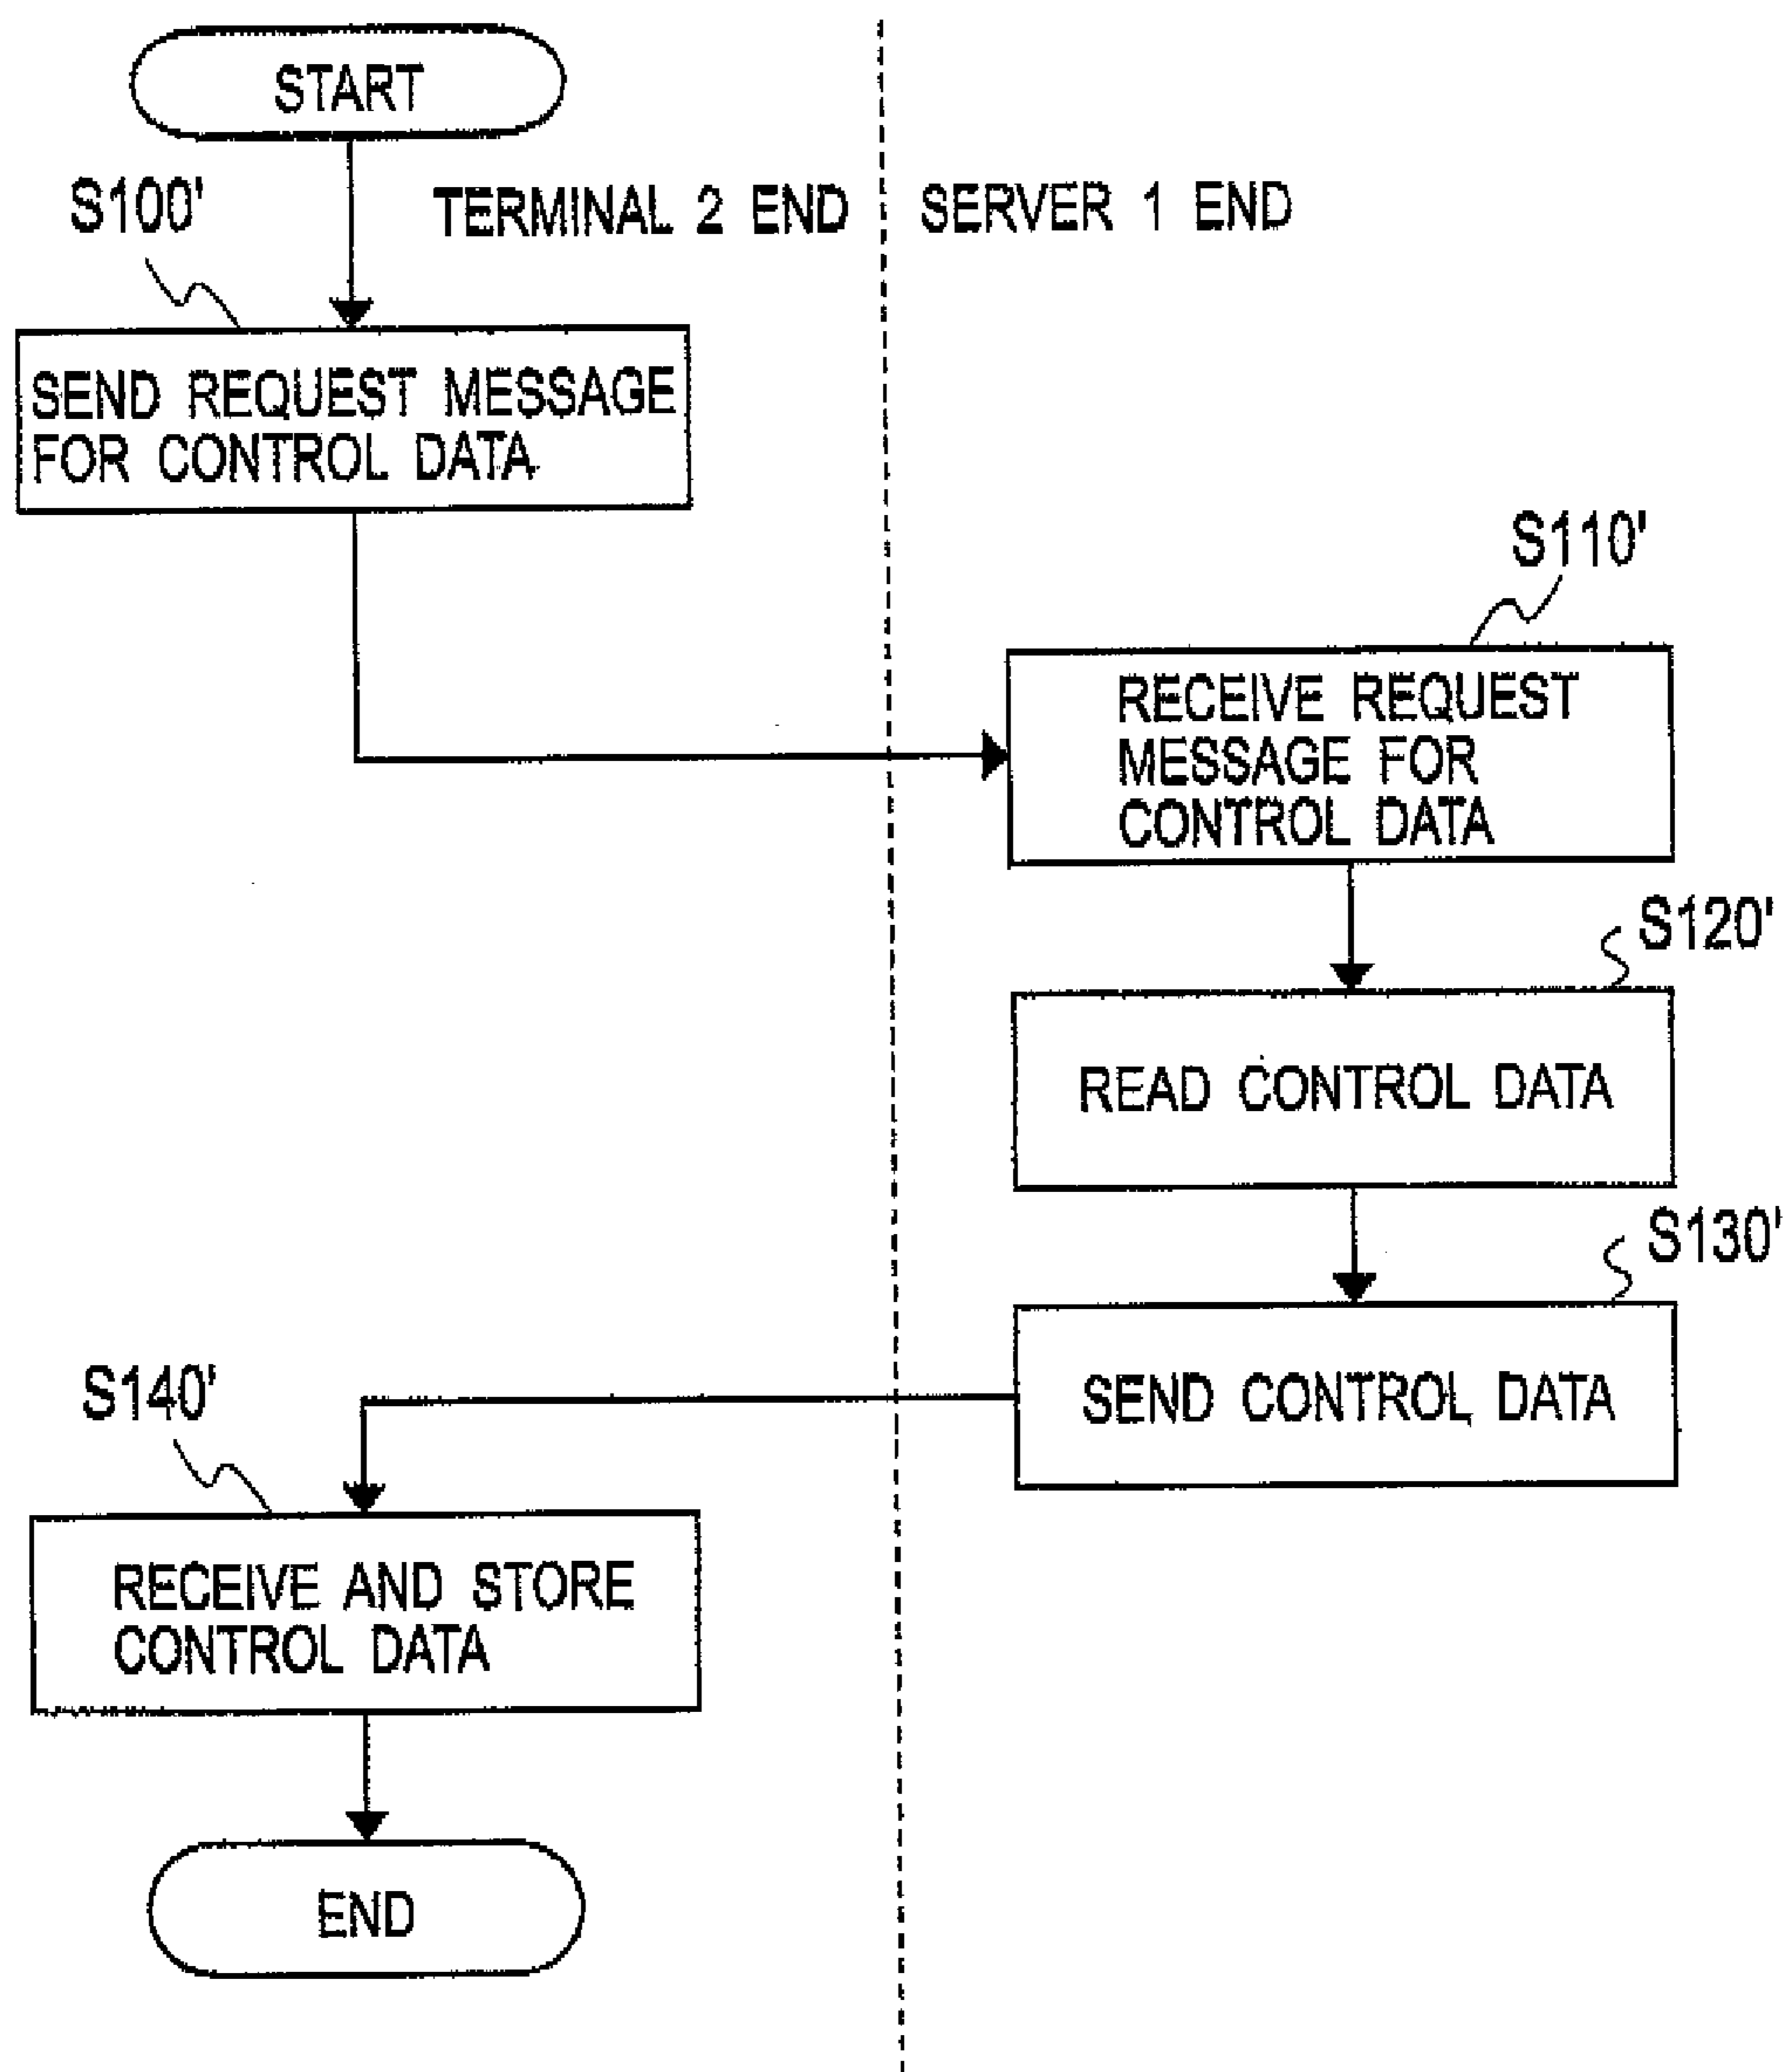 START
S100'
TERMINAL 2 END
SERVER 1 END
SEND REQUEST MESSAGE
FOR CONTROL DATA
S110'
RECEIVE REQUEST
MESSAGE FOR
CONTROL DATA
S120'
READ CONTROL DATA
S130'
SEND CONTROL DATA
S140'
RECEIVE AND STORE
CONTROL DATA
END